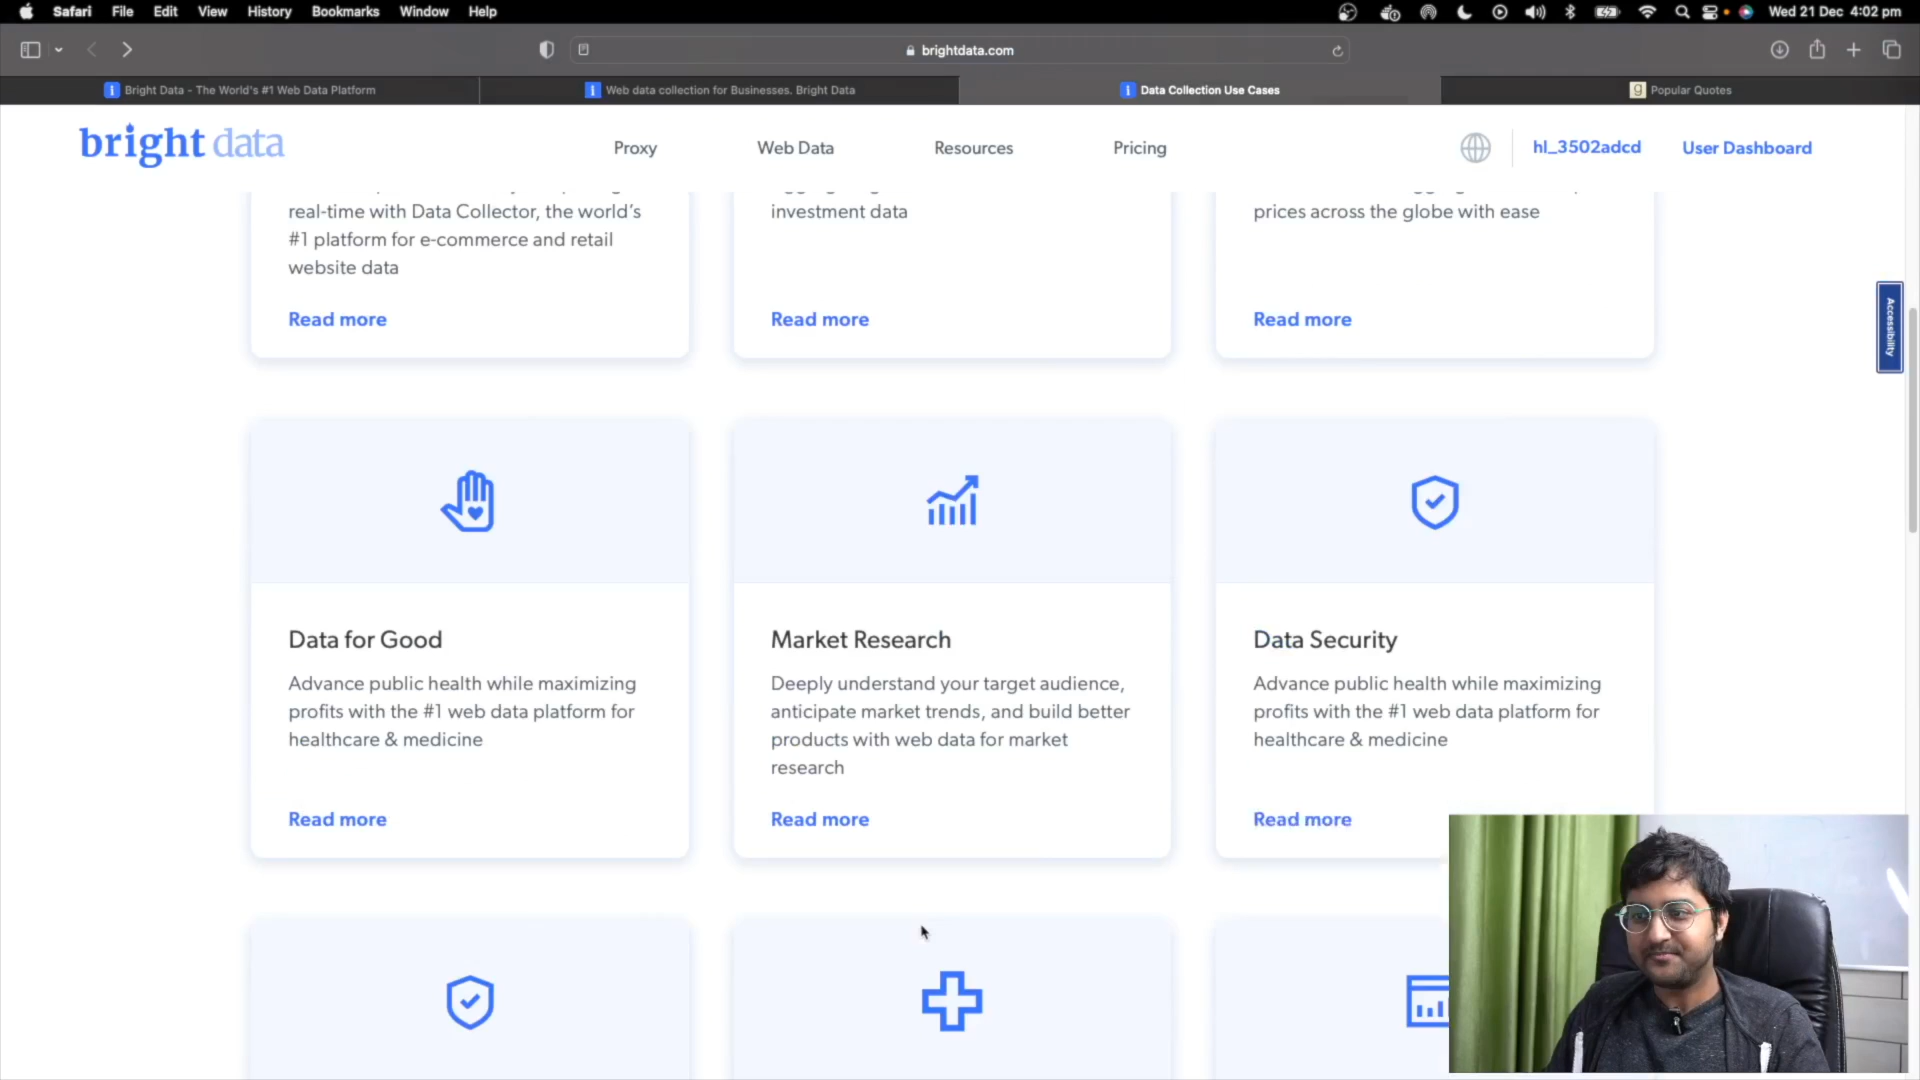 Safari File Edit View History Bookmarks Window Help Wed 21 Dec 4:02 pm
brightdata.com
Bright Data - The World's #1 Web Data Platform
Web data collection for Businesses. Bright Data
Data Collection Use Cases
Popular Quotes
bright data
Proxy
Web Data
Resources
Pricing
hl_3502adcd
User Dashboard
real-time with Data Collector, the world's
#1 platform for e-commerce and retail
website data
Read more
investment data
Read more
prices across the globe with ease
Read more
Accessibility
Data for Good
Advance public health while maximizing
profits with the #1 web data platform for
healthcare & medicine
Read more
Market Research
Deeply understand your target audience,
anticipate market trends, and build better
products with web data for market
research
Read more
Data Security
Advance public health while maximizing
profits with the #1 web data platform for
healthcare & medicine
Read more